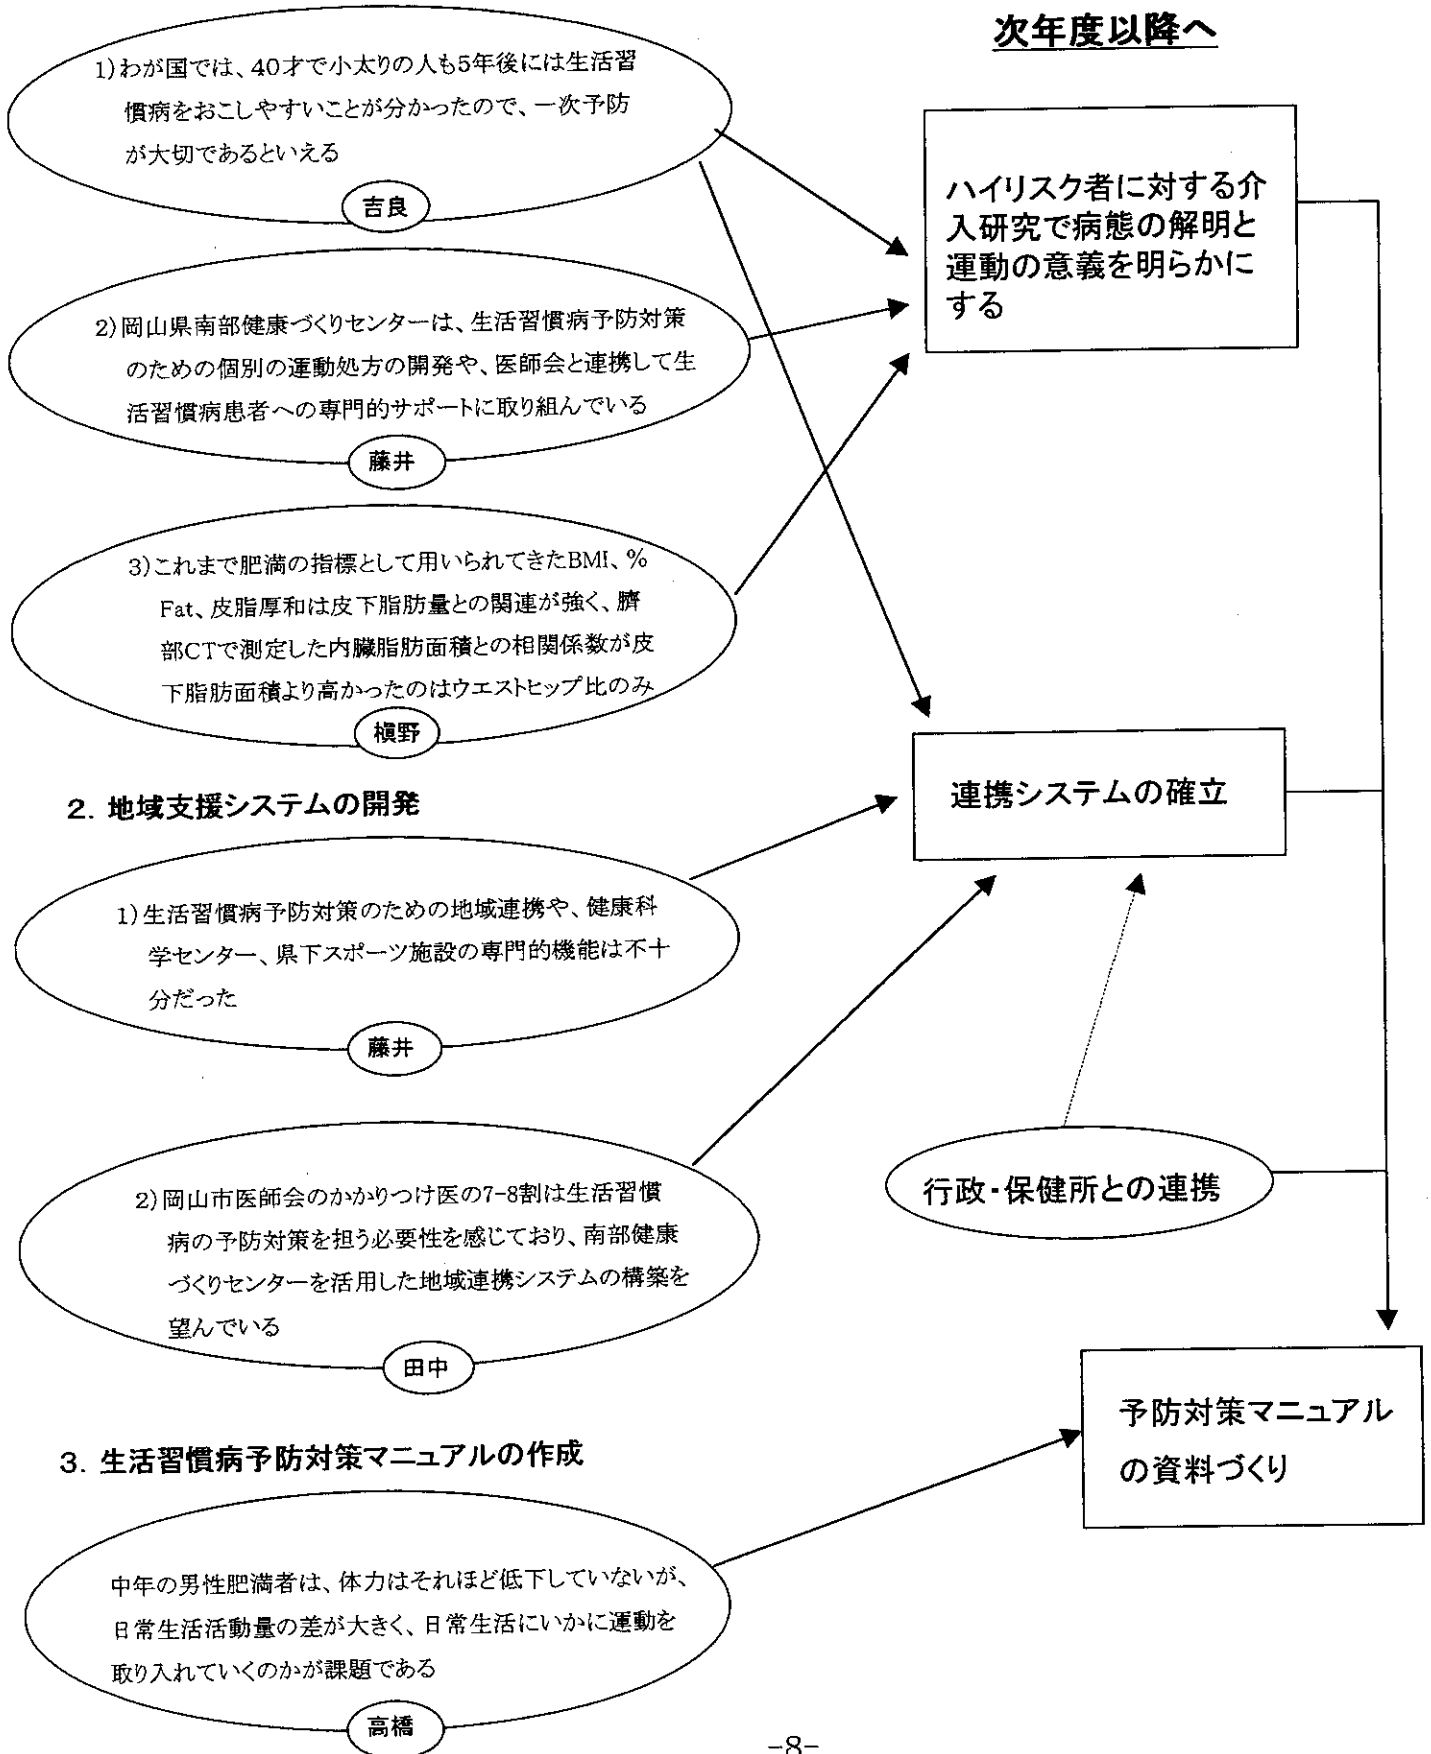 次年度以降へ
1)わが国では、40才で小太りの人も5年後には生活習
慣病をおこしやすいことが分かったので、一次予防
が大切であるといえる
吉良
ハイリスク者に対する介
入研究で病態の解明と
運動の意義を明らかに
する
2)岡山県南部健康づくりセンターは、生活習慣病予防対策
のための個別の運動処方の開発や、医師会と連携して生
活習慣病患者への専門的サポートに取り組んでいる
藤井
3)これまで肥満の指標として用いられてきたBMI、%
Fat、皮脂厚和は皮下脂肪量との関連が強く、臍
部CTで測定した内臓脂肪面積との相関係数が皮
下脂肪面積より高かったのはウエストヒップ比のみ
槇野
連携システムの確立
2. 地域支援システムの開発
1)生活習慣病予防対策のための地域連携や、健康科
学センター、県下スポーツ施設の専門的機能は不十
分だった
藤井
2)岡山市医師会のかかりつけ医の7-8割は生活習慣
病の予防対策を担う必要性を感じており、南部健康
づくりセンターを活用した地域連携システムの構築を
望んでいる
田中
行政・保健所との連携
予防対策マニュアル
の資料づくり
3. 生活習慣病予防対策マニュアルの作成
中年の男性肥満者は、体力はそれほど低下していないが、
日常生活活動量の差が大きく、日常生活にいかに運動を
取り入れていくのかが課題である
高橋
-8-